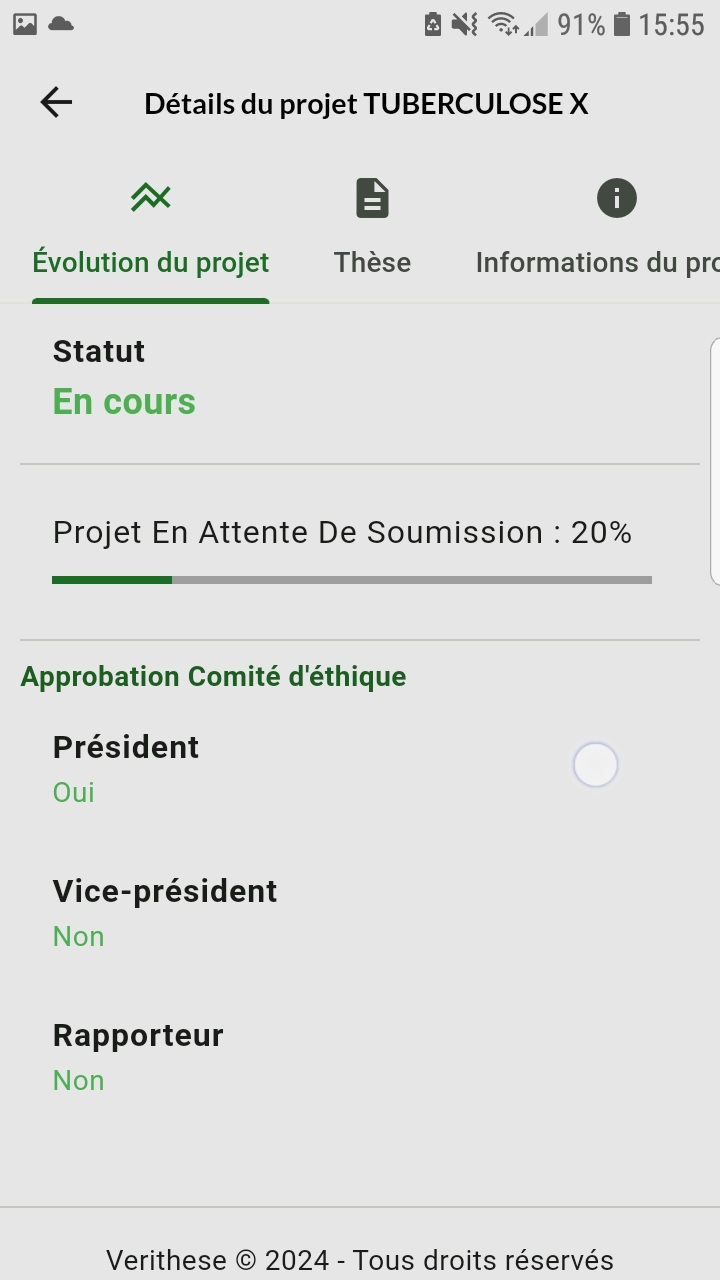 91% 15:55
Détails du projet TUBERCULOSE X
Évolution du projet Thèse Informations du pro
Statut
En cours
Projet En Attente De Soumission : 20%
Approbation Comité d'éthique
Président
Oui
Vice-président
Non
Rapporteur
Non
Verithese © 2024 - Tous droits réservés